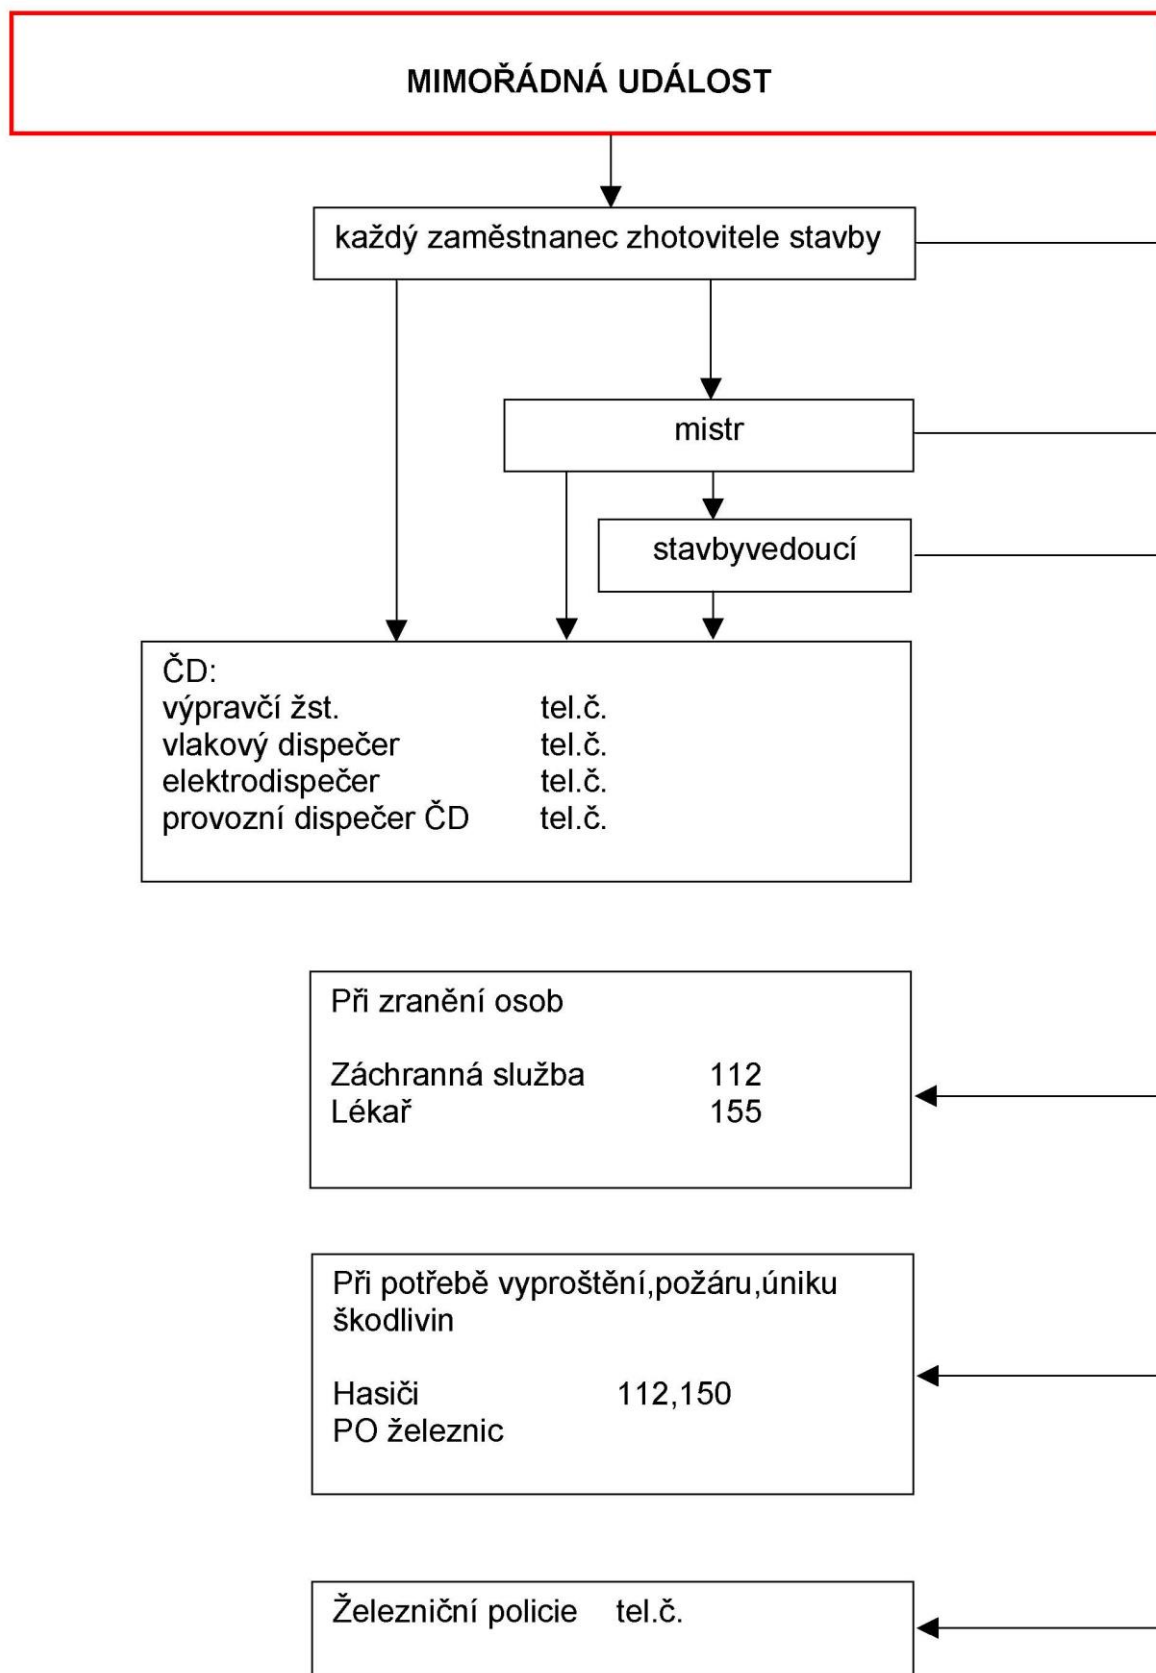 MIMOŘÁDNÁ UDÁLOST
každý zaměstnanec zhotovitele stavby
mistr
stavbyvedoucí
ČD:
výpravčí žst. tel.č.
vlakový dispečer tel.č.
elektrodispečer tel.č.
provozní dispečer ČD tel.č.
Při zranění osob
Záchranná služba 112
Lékař 155
Při potřebě vyproštění,požáru,úniku
škodlivin
Hasiči 112,150
PO železnic
Železniční policie tel.č.